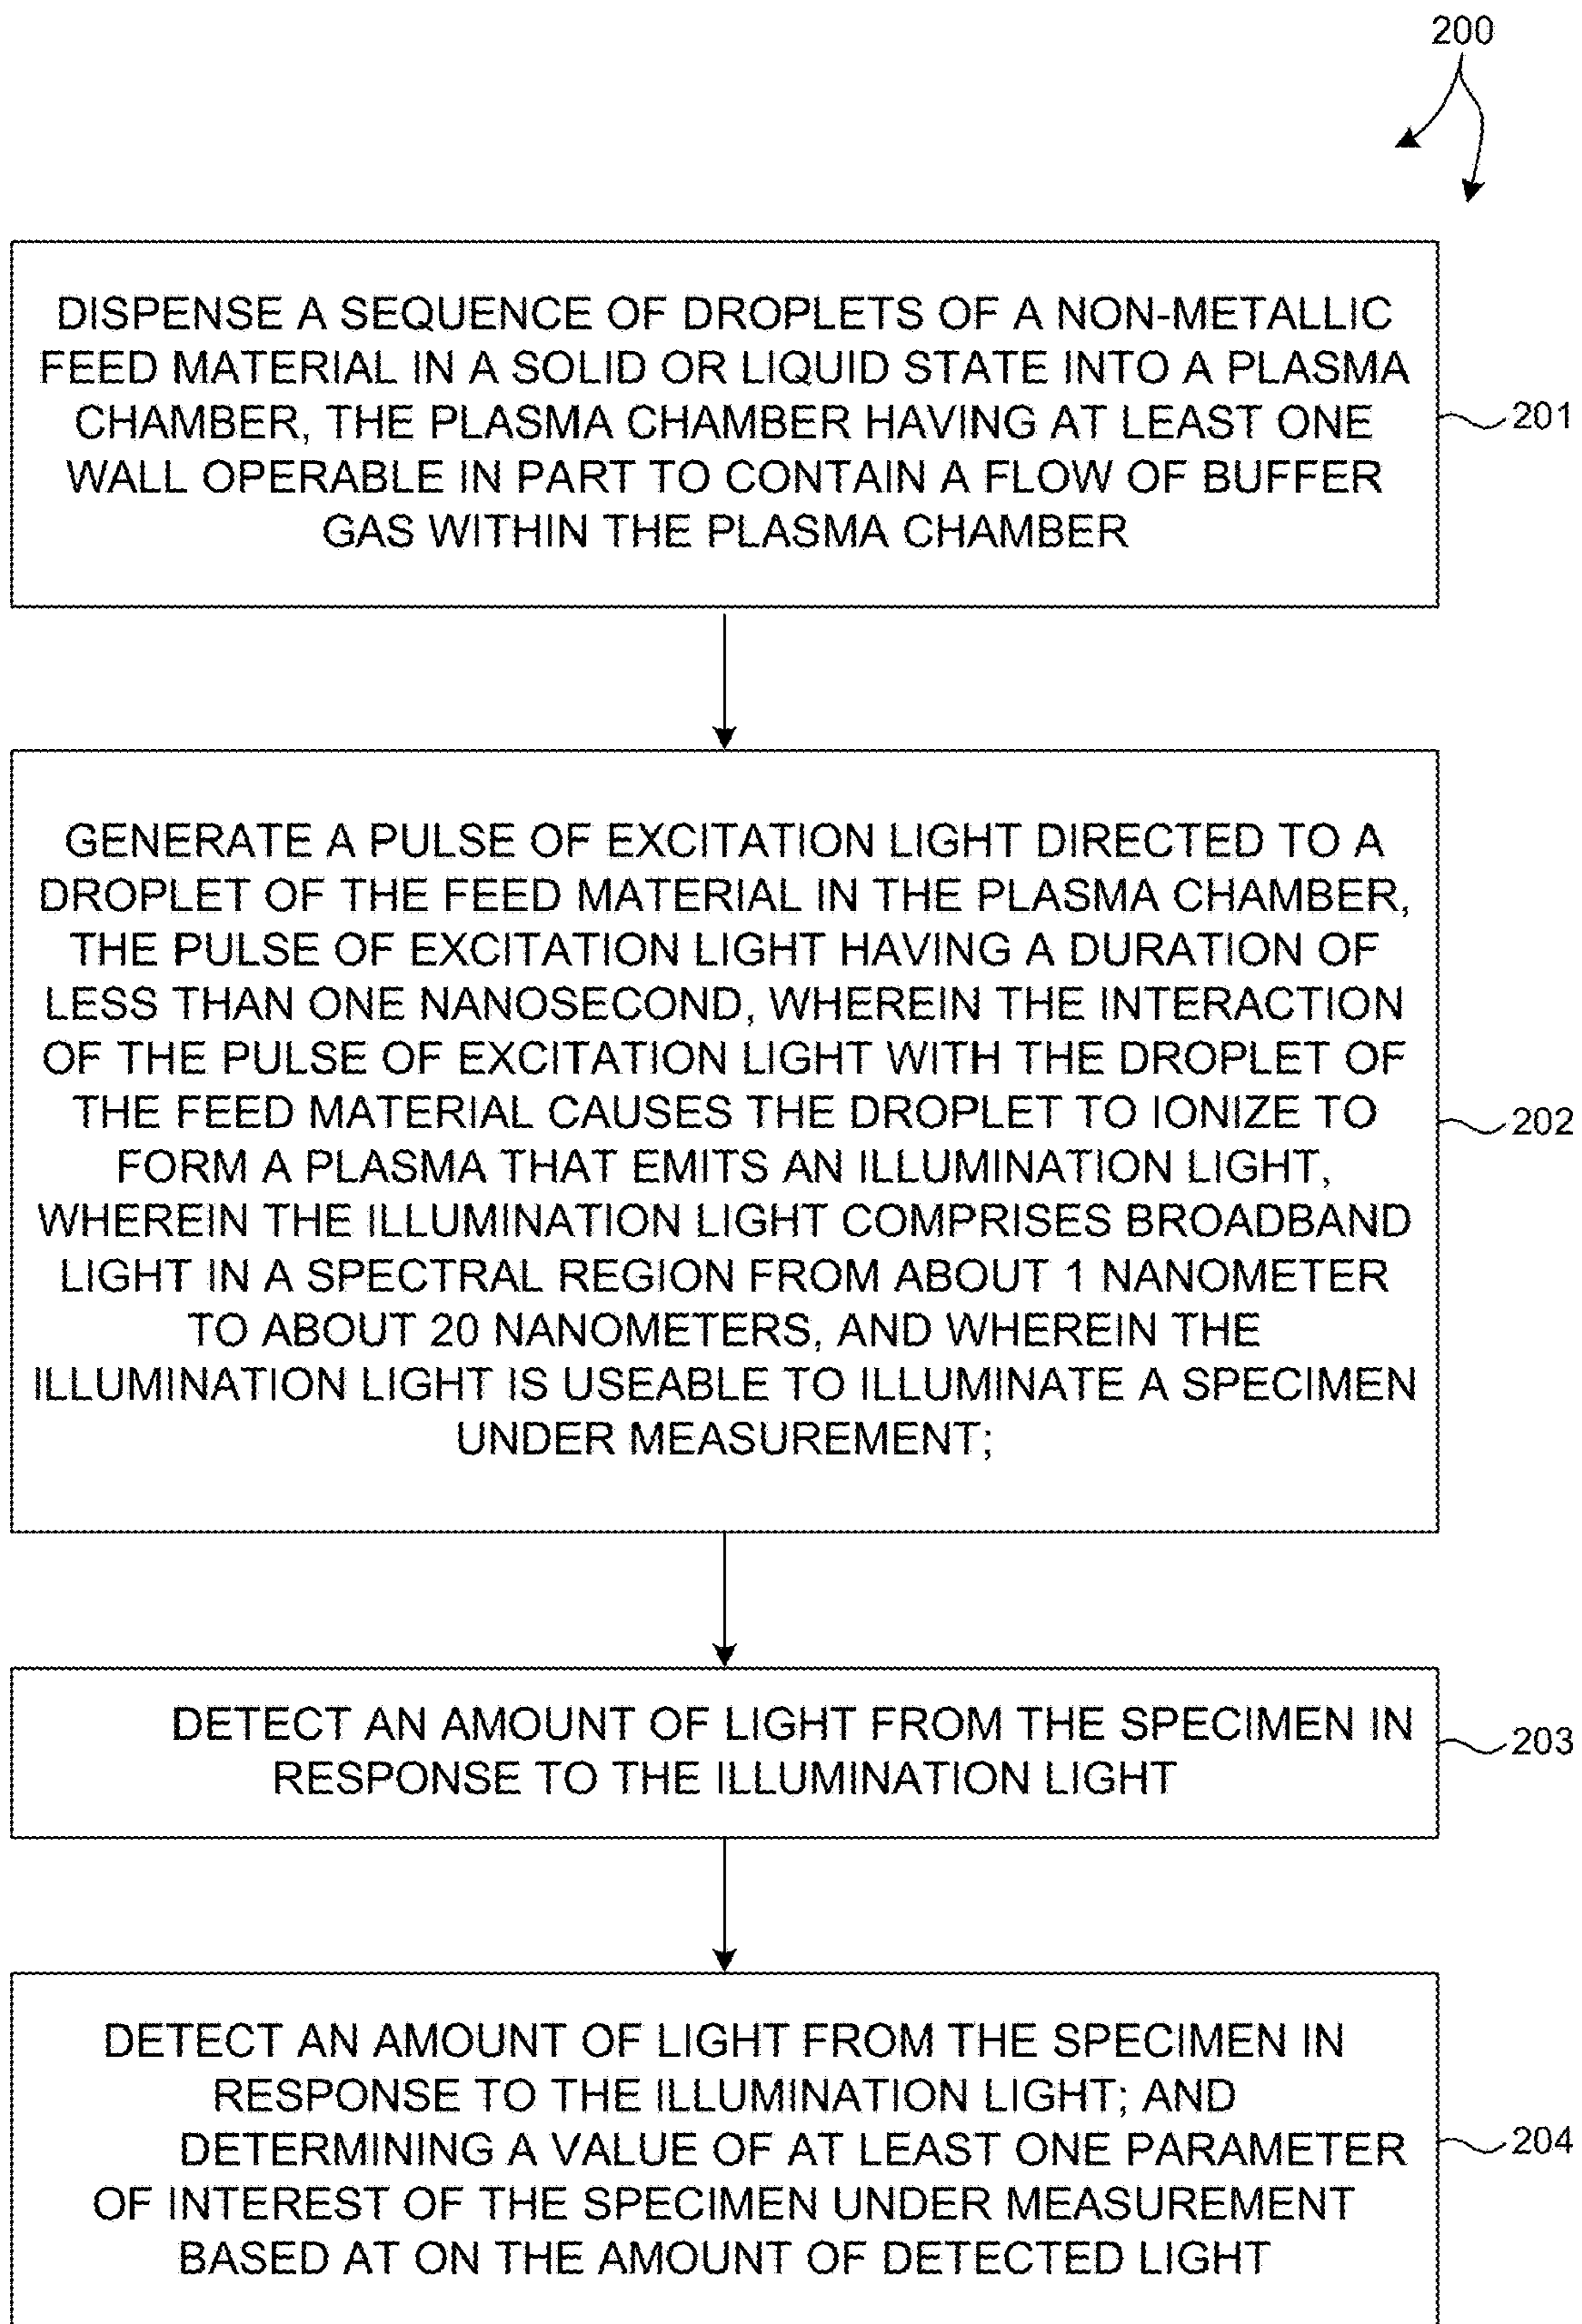 200
DISPENSE A SEQUENCE OF DROPLETS OF A NON-METALLIC
FEED MATERIAL IN A SOLID OR LIQUID STATE INTO A PLASMA
CHAMBER, THE PLASMA CHAMBER HAVING AT LEAST ONE
WALL OPERABLE IN PART TO CONTAIN A FLOW OF BUFFER
GAS WITHIN THE PLASMA CHAMBER
201
GENERATE A PULSE OF EXCITATION LIGHT DIRECTED TO A
DROPLET OF THE FEED MATERIAL IN THE PLASMA CHAMBER,
THE PULSE OF EXCITATION LIGHT HAVING A DURATION OF
LESS THAN ONE NANOSECOND, WHEREIN THE INTERACTION
OF THE PULSE OF EXCITATION LIGHT WITH THE DROPLET OF
THE FEED MATERIAL CAUSES THE DROPLET TO IONIZE TO
FORM A PLASMA THAT EMITS AN ILLUMINATION LIGHT,
WHEREIN THE ILLUMINATION LIGHT COMPRISES BROADBAND
LIGHT IN A SPECTRAL REGION FROM ABOUT 1 NANOMETER
TO ABOUT 20 NANOMETERS, AND WHEREIN THE
ILLUMINATION LIGHT IS USEABLE TO ILLUMINATE A SPECIMEN
UNDER MEASUREMENT;
202
DETECT AN AMOUNT OF LIGHT FROM THE SPECIMEN IN
RESPONSE TO THE ILLUMINATION LIGHT
203
DETECT AN AMOUNT OF LIGHT FROM THE SPECIMEN IN
RESPONSE TO THE ILLUMINATION LIGHT; AND
DETERMINING A VALUE OF AT LEAST ONE PARAMETER
OF INTEREST OF THE SPECIMEN UNDER MEASUREMENT
BASED AT ON THE AMOUNT OF DETECTED LIGHT
204